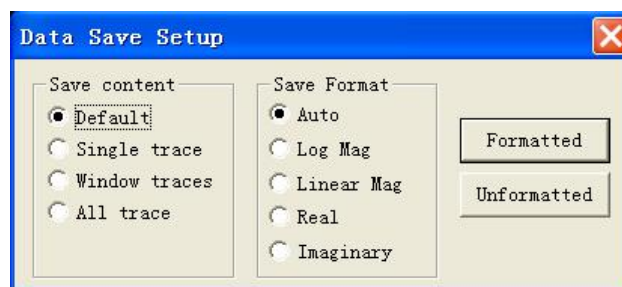 Data Save Setup
Save content
Default
Single trace
Window traces
All trace
Save Format
Auto
Log Mag
Linear Mag
Real
Imaginary
Formatted
Unformatted